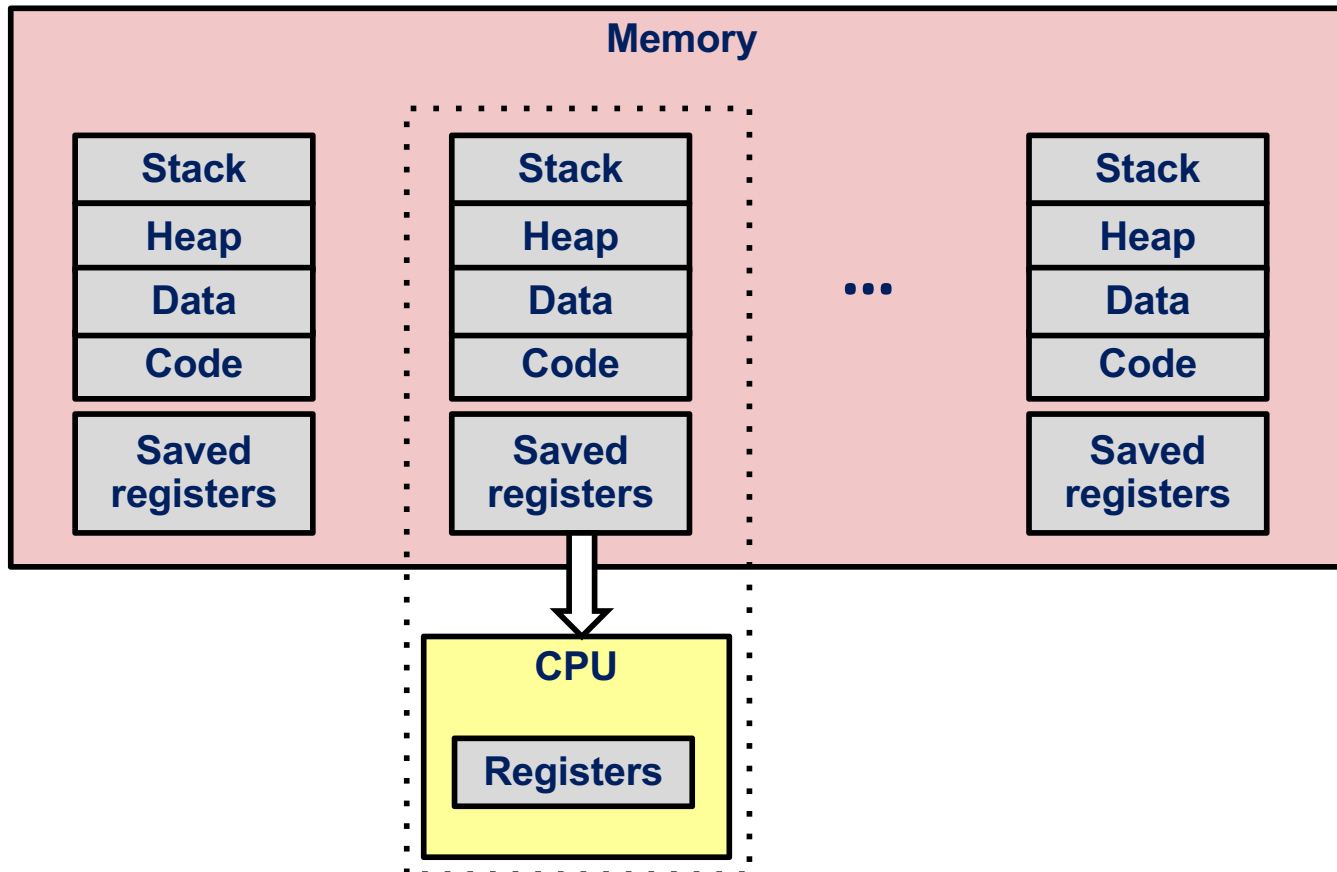 Memory
Stack
Heap
Data
Code
Saved
registers
Stack
Heap
Data
Code
Saved
registers
...
Stack
Heap
Data
Code
Saved
registers
CPU
Registers